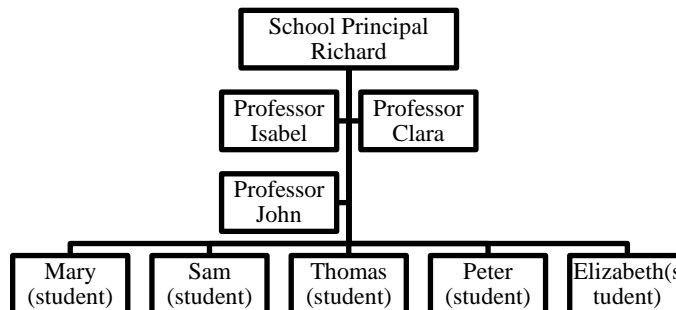 School Principal
Richard
Professor
Isabel
Professor
Clara
Professor
John
Mary
(student)
Sam
(student)
Thomas
(student)
Peter
(student)
Elizabeth(s
tudent)